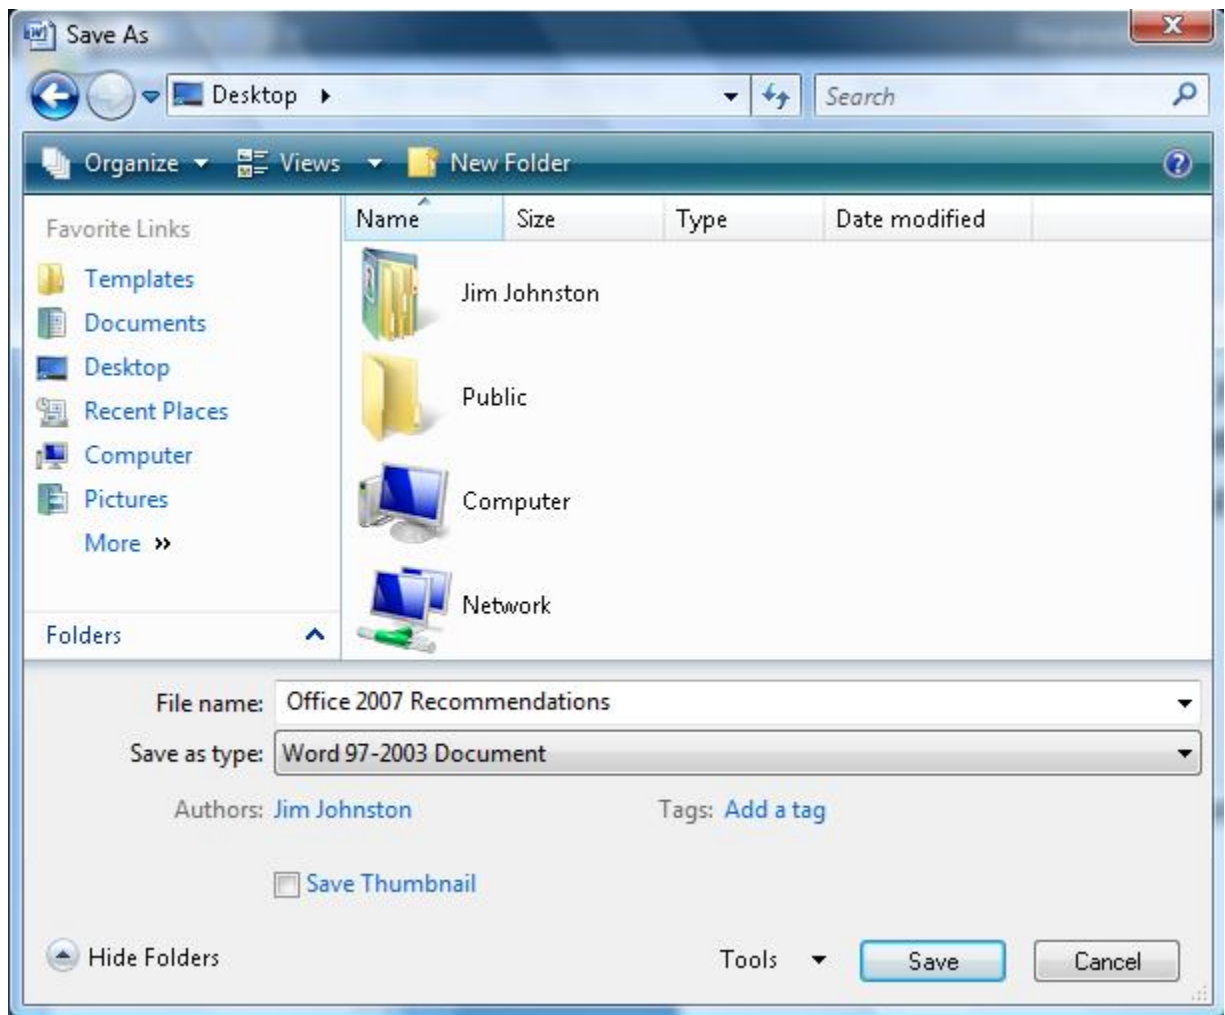 Save As
Desktop
Search
Organize Views New Folder
Favorite Links
Templates
Documents
Desktop
Recent Places
Computer
Pictures
More
Folders
Name Size Type Date modified
Jim Johnston
Public
Computer
Network
File name: Office 2007 Recommendations
Save as type: Word 97-2003 Document
Authors: Jim Johnston Tags: Add a tag
Save Thumbnail
Hide Folders Tools Save Cancel